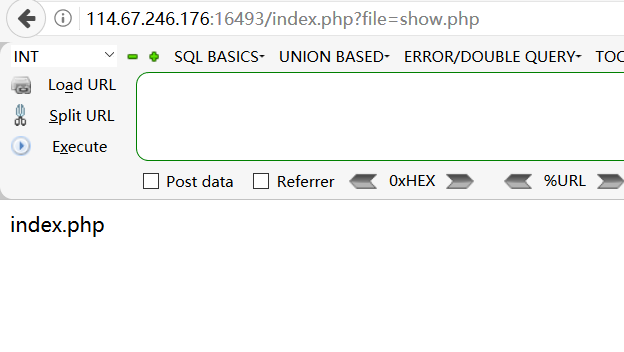 114.67.246.176:16493/index.php?file=show.php
INT SQL BASICS UNION BASED ERROR/DOUBLE QUERY TOO
Load URL
Split URL
Execute
Post data Referrer 0xHEX %URL
index.php